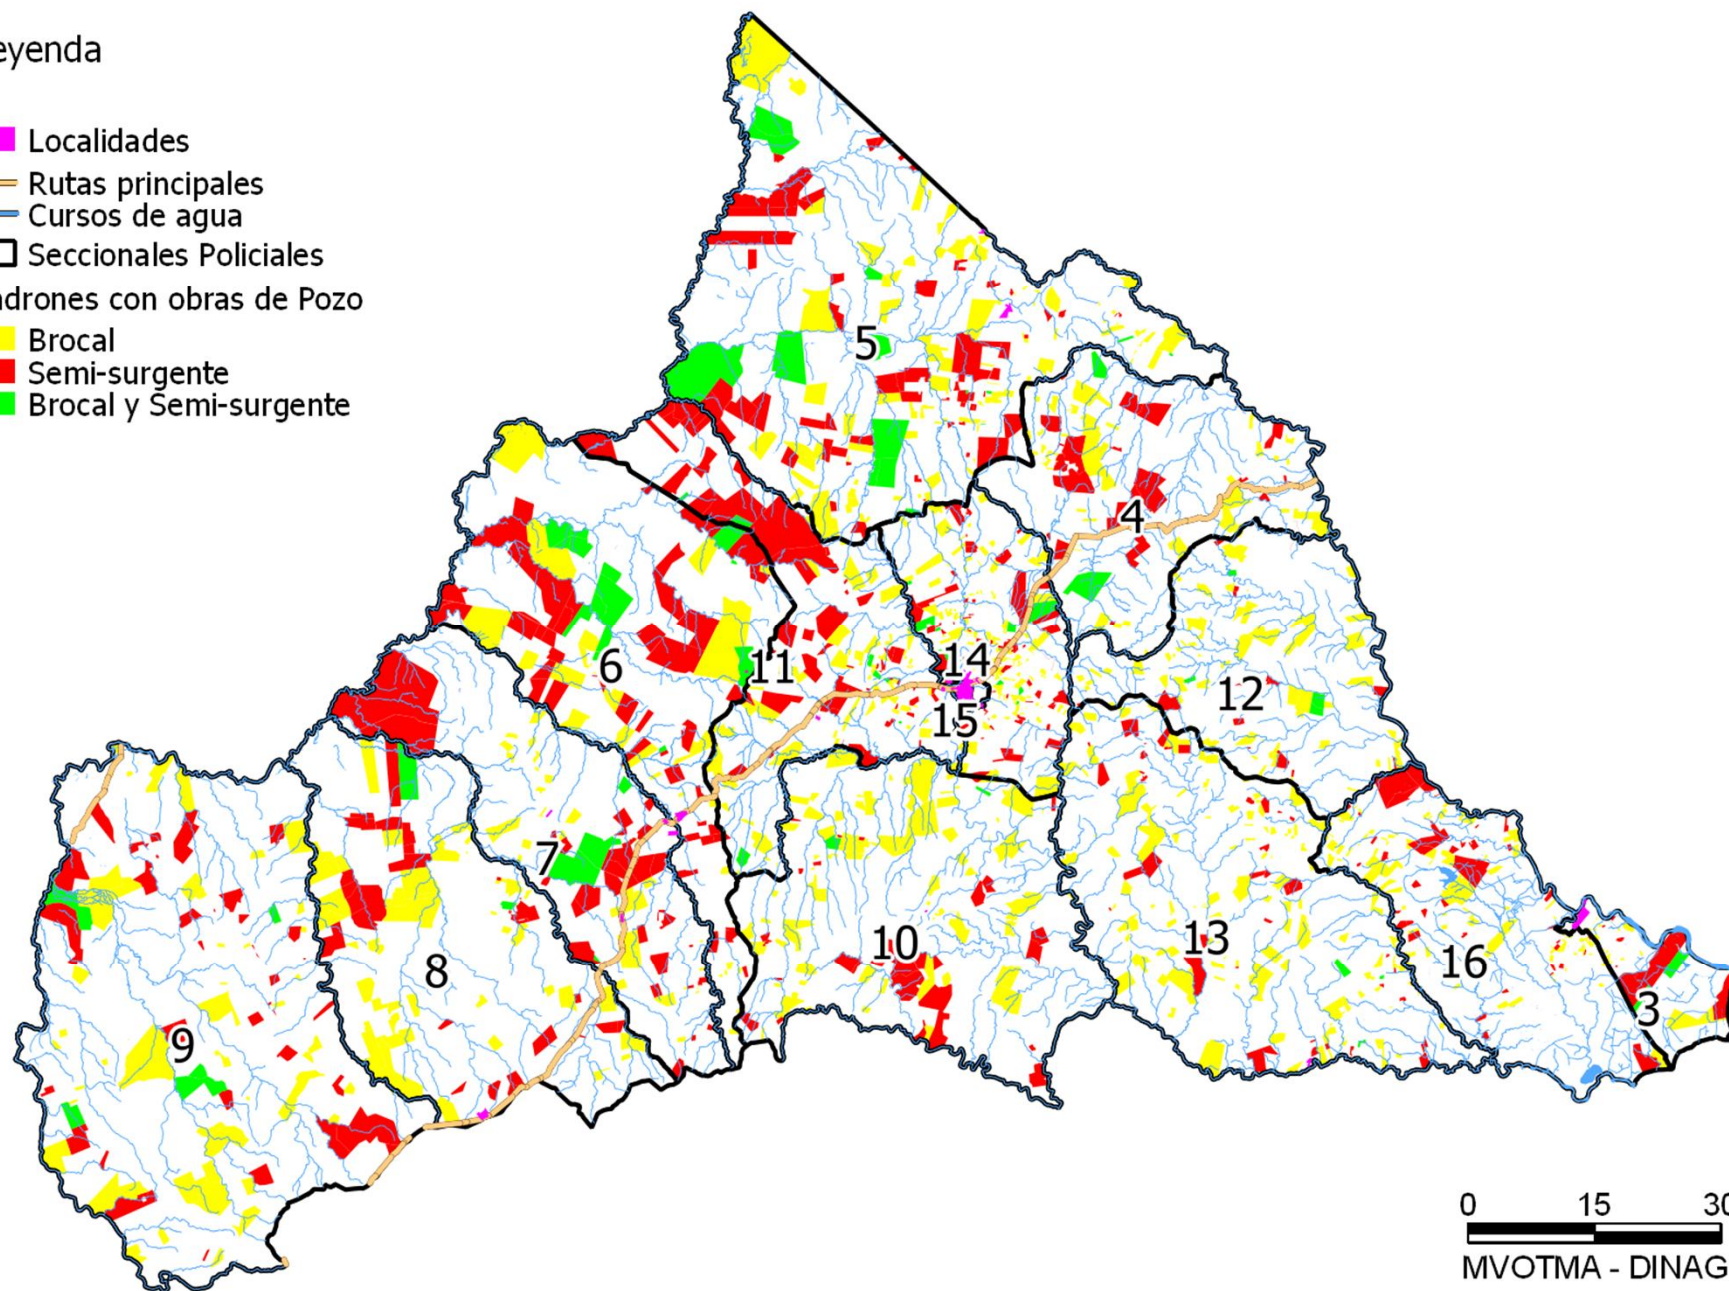 eyenda
Localidades
Rutas principales
Cursos de agua
Seccionales Policiales
adrones con obras de Pozo
Brocal
Semi-surgente
Brocal y Semi-surgente
5
4
6
11
14
15
12
7
8
10
13
16
3
9
0 15 30
MVOTMA - DINAG